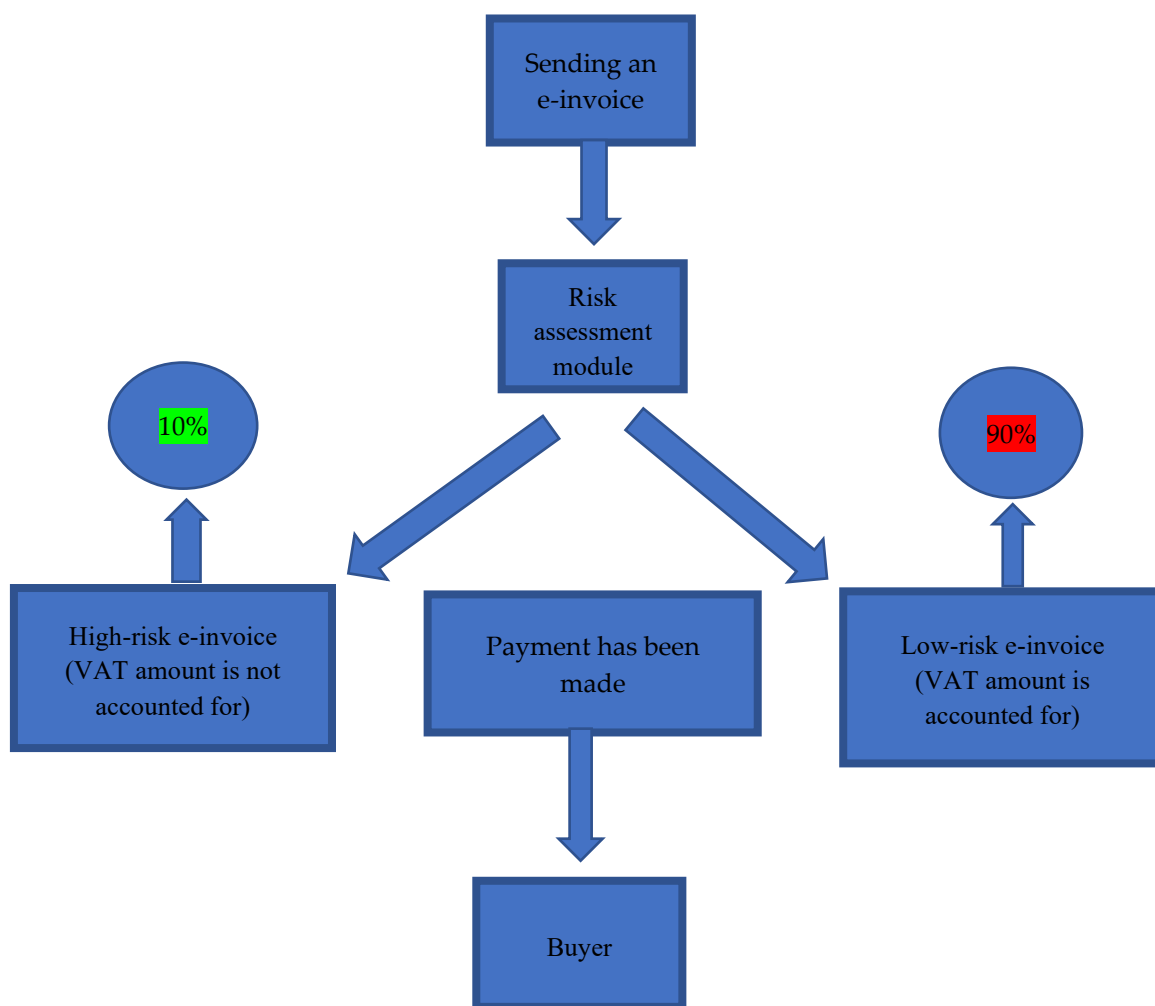 Sending an
e-invoice
Risk
assessment
module
10%
90%
High-risk e-invoice
(VAT amount is not
accounted for)
Payment has been
made
Low-risk e-invoice
(VAT amount is
accounted for)
Buyer